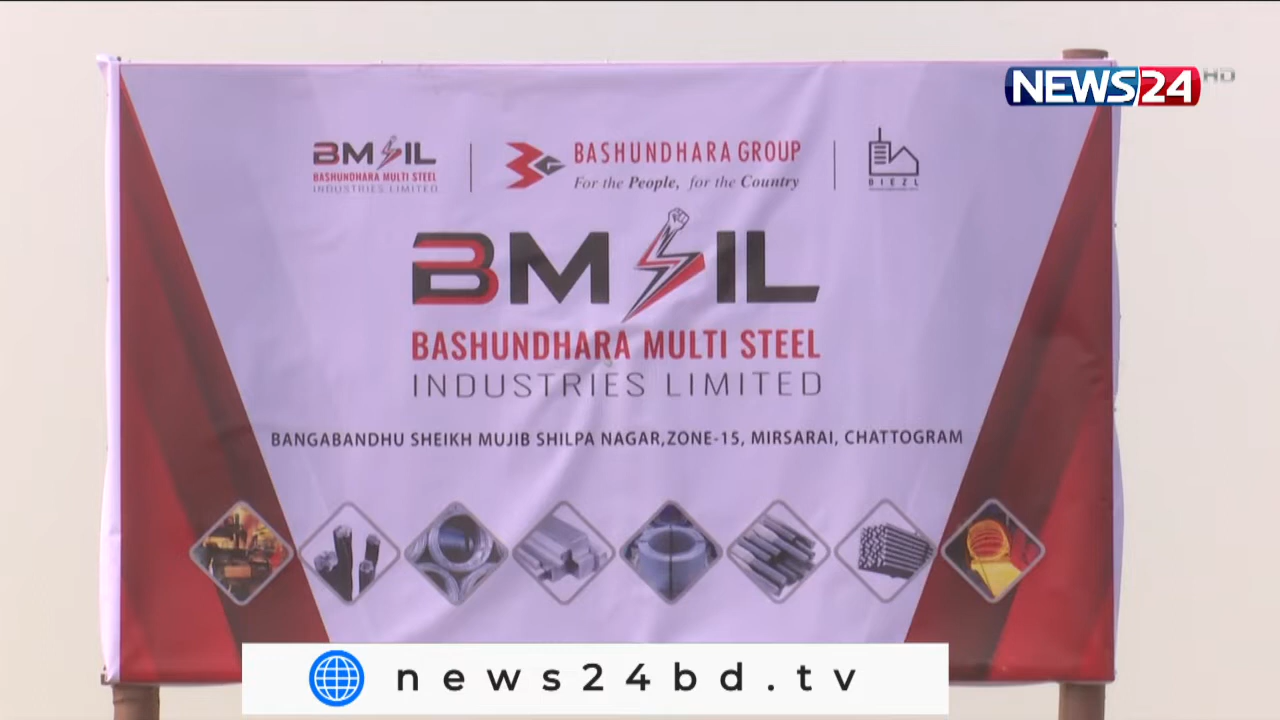 NEWS24 HD
BMSIL
BASHUNDHARA MULTI STEEL
INDUSTRIES LIMITED
BASHUNDHARA GROUP
For the People, for the Country
BIEZL
BMSIL
BASHUNDHARA MULTI STEEL
INDUSTRIES LIMITED
BANGABANDHU SHEIKH MUJIB SHILPA NAGAR,ZONE-15, MIRSARAI, CHATTOGRAM
news24bd.tv